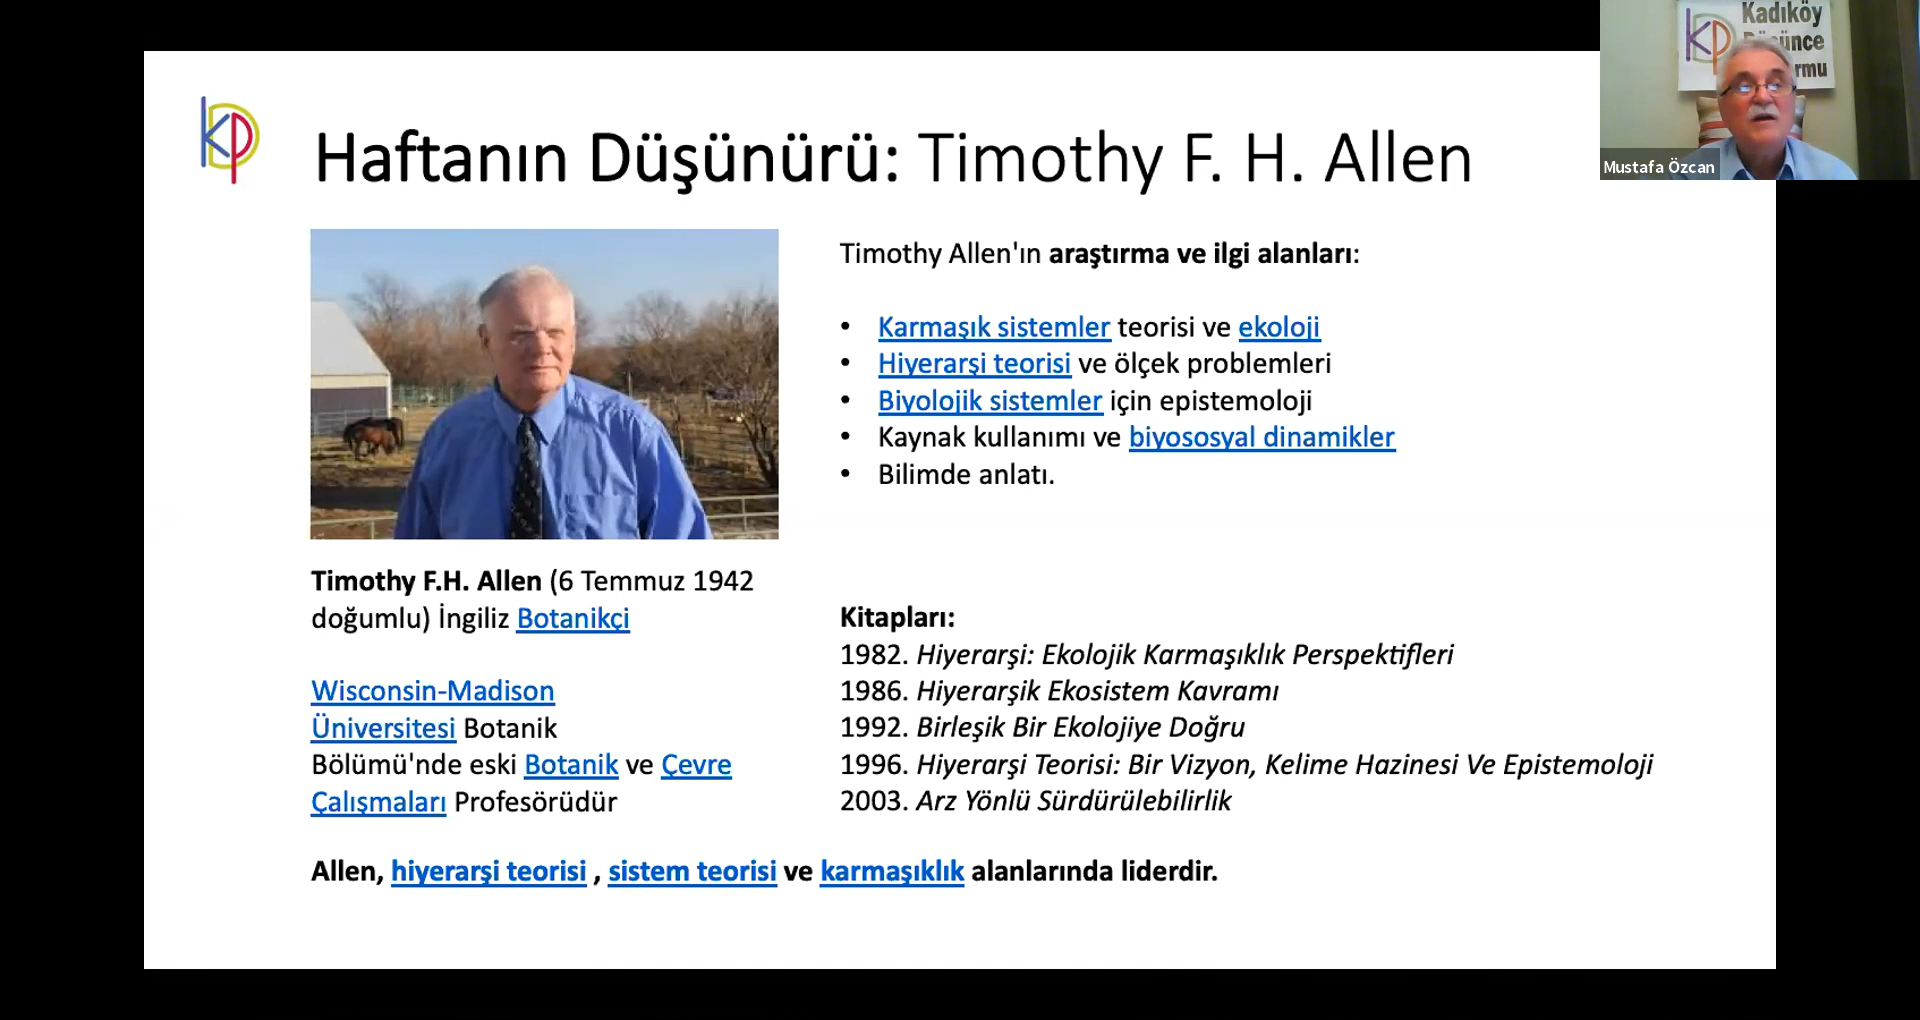 kp
Haftanın Düşünürü: Timothy F. H. Allen
Kadıköy
kp
rmu
Mustafa Özcan
Timothy Allen'ın araştırma ve ilgi alanları:
• Karmaşık sistemler teorisi ve ekoloji
• Hiyerarşi teorisi ve ölçek problemleri
• Biyolojik sistemler için epistemoloji
• Kaynak kullanımı ve biyososyal dinamikler
• Bilimde anlatı.
Timothy F.H. Allen (6 Temmuz 1942
doğumlu) İngiliz Botanikçi
Wisconsin-Madison
Üniversitesi Botanik
Bölümü'nde eski Botanik ve Çevre
Çalışmaları Profesörüdür
Kitapları:
1982. Hiyerarşi: Ekolojik Karmaşıklık Perspektifleri
1986. Hiyerarşik Ekosistem Kavramı
1992. Birleşik Bir Ekolojiye Doğru
1996. Hiyerarşi Teorisi: Bir Vizyon, Kelime Hazinesi Ve Epistemoloji
2003. Arz Yönlü Sürdürülebilirlik
Allen, hiyerarşi teorisi , sistem teorisi ve karmaşıklık alanlarında liderdir.